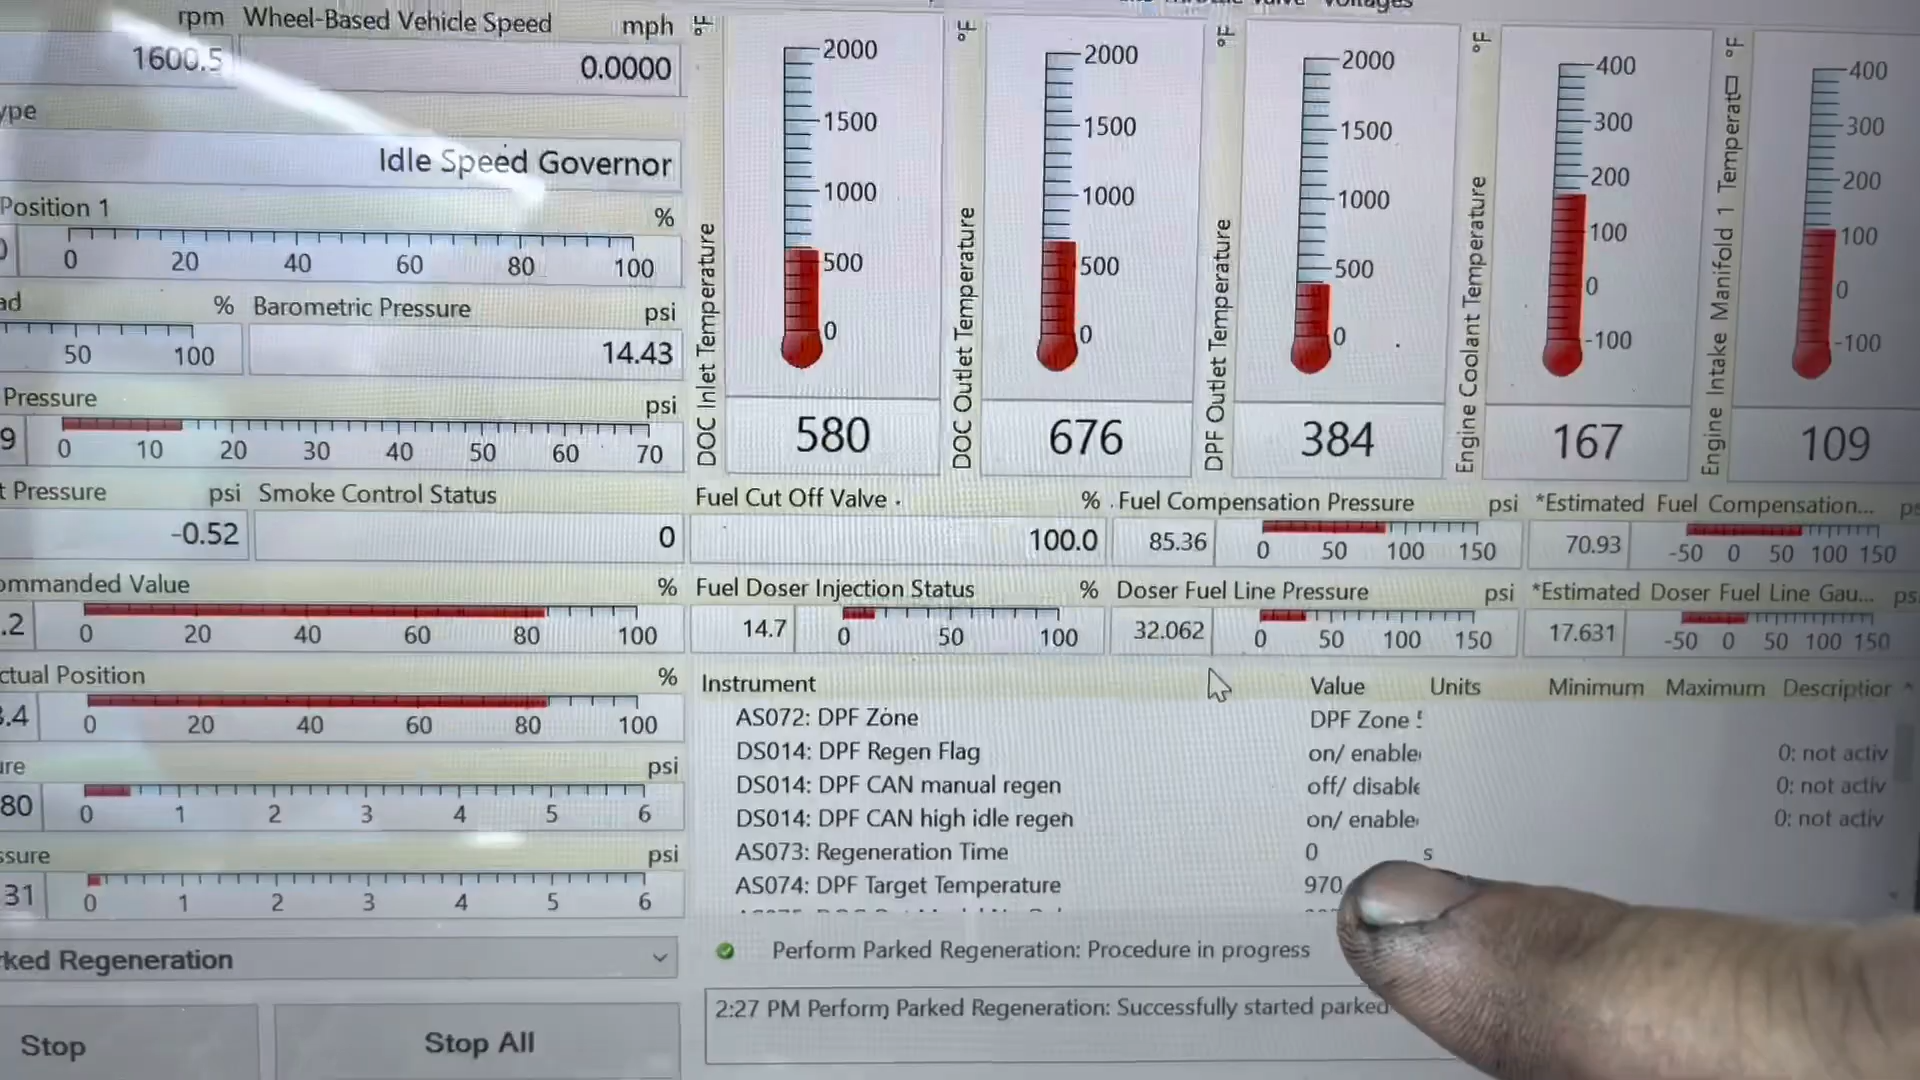 rpm Wheel-Based Vehicle Speed mph
1600.5 0.0000
ype
Idle Speed Governor
Position 1 %
0 20 40 60 80 100
ad % Barometric Pressure psi
50 100 14.43
Pressure psi
9 0 10 20 30 40 50 60 70
t Pressure psi Smoke Control Status
-0.52 0
ommanded Value %
.2 0 20 40 60 80 100
ctual Position %
.4 0 20 40 60 80 100
ure psi
80 0 1 2 3 4 5 6
ssure psi
31 0 1 2 3 4 5 6
ked Regeneration
Stop Stop All
DOC Inlet Temperature °F
2000
1500
1000
500
0
580
DOC Outlet Temperature °F
2000
1500
1000
500
0
676
DPF Outlet Temperature °F
2000
1500
1000
500
0
384
Engine Coolant Temperature °F
400
300
200
100
0
-100
167
Engine Intake Manifold 1 Temperat °F
400
300
200
100
0
-100
109
Fuel Cut Off Valve % Fuel Compensation Pressure psi *Estimated Fuel Compensation... ps
100.0 85.36 0 50 100 150 70.93 -50 0 50 100 150
Fuel Doser Injection Status % Doser Fuel Line Pressure psi *Estimated Doser Fuel Line Gau... ps
14.7 0 50 100 32.062 0 50 100 150 17.631 -50 0 50 100 150
Instrument Value Units Minimum Maximum Description
AS072: DPF Zone DPF Zone
DS014: DPF Regen Flag on/ enable 0: not activ
DS014: DPF CAN manual regen off/ disable 0: not activ
DS014: DPF CAN high idle regen on/ enable 0: not activ
AS073: Regeneration Time 0 s
AS074: DPF Target Temperature 970
Perform Parked Regeneration: Procedure in progress
2:27 PM Perform Parked Regeneration: Successfully started parked